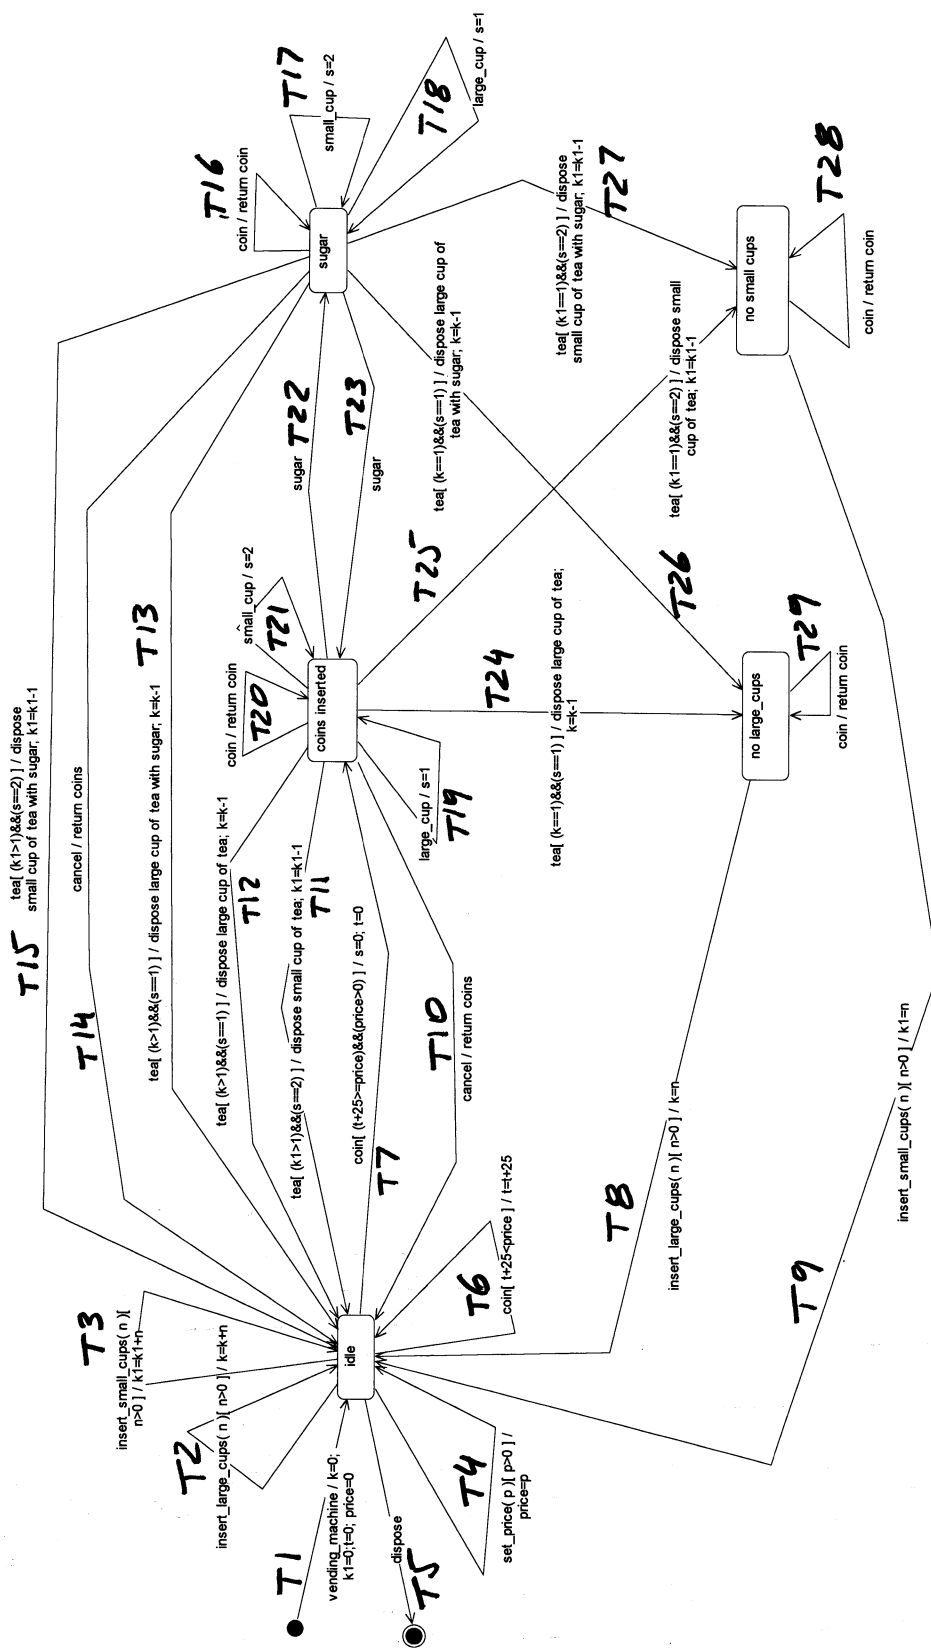 T1
vending_machine / k=0;
k1=0;t=0; price=0
T2
insert_large_cups( n )[ n>0 ] / k=k+n
T3
insert_small_cups( n )[
n>0 ] / k1=k1+n
T4
set_price( p )[ p>0 ] /
price=p
T5
dispose
idle
T6
coin[ t+25<price ] / t=t+25
T7
coin[ (t+25>=price)&&(price>0) ] / s=0; t=0
T8
insert_large_cups( n )[ n>0 ] / k=n
T9
insert_small_cups( n )[ n>0 ] / k1=n
T10
cancel / return coins
T11
tea[ (k1>1)&&(s==2) ] / dispose small cup of tea; k1=k1-1
T12
tea[ (k>1)&&(s==1) ] / dispose large cup of tea; k=k-1
T13
tea[ (k>1)&&(s==1) ] / dispose large cup of tea with sugar; k=k-1
T14
cancel / return coins
T15
tea[ (k1>1)&&(s==2) ] / dispose
small cup of tea with sugar; k1=k1-1
coins inserted
T19
large_cup / s=1
T20
coin / return coin
T21
small_cup / s=2
T22
sugar
T23
sugar
T24
tea[ (k==1)&&(s==1) ] / dispose large cup of tea;
k=k-1
T25
tea[ (k1==1)&&(s==2) ] / dispose small
cup of tea; k1=k1-1
T26
tea[ (k==1)&&(s==1) ] / dispose large cup of
tea with sugar; k=k-1
T27
tea[ (k1==1)&&(s==2) ] / dispose
small cup of tea with sugar; k1=k1-1
sugar
T16
coin / return coin
T17
small_cup / s=2
T18
large_cup / s=1
no small cups
T28
coin / return coin
no large_cups
T29
coin / return coin